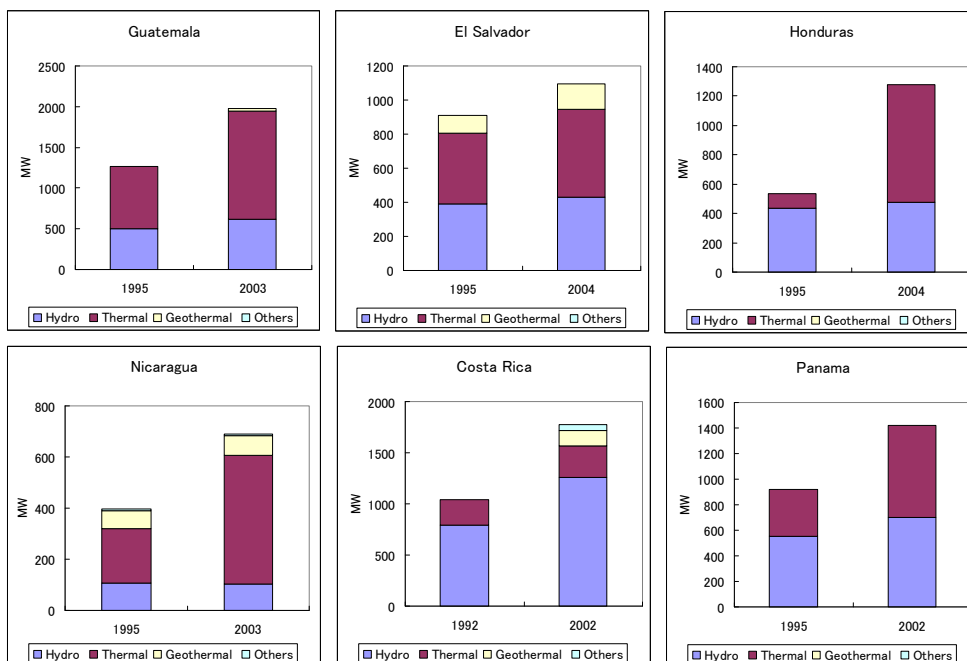 Guatemala
2500
2000
1500
1000
500
0
MW
1995 2003
Hydro Thermal Geothermal Others
El Salvador
1200
1000
800
600
400
200
0
MW
1995 2004
Hydro Thermal Geothermal Others
Honduras
1400
1200
1000
800
600
400
200
0
MW
1995 2004
Hydro Thermal Geothermal Others
Nicaragua
800
600
400
200
0
MW
1995 2003
Hydro Thermal Geothermal Others
Costa Rica
2000
1500
1000
500
0
MW
1992 2002
Hydro Thermal Geothermal Others
Panama
1600
1400
1200
1000
800
600
400
200
0
MW
1995 2002
Hydro Thermal Geothermal Others